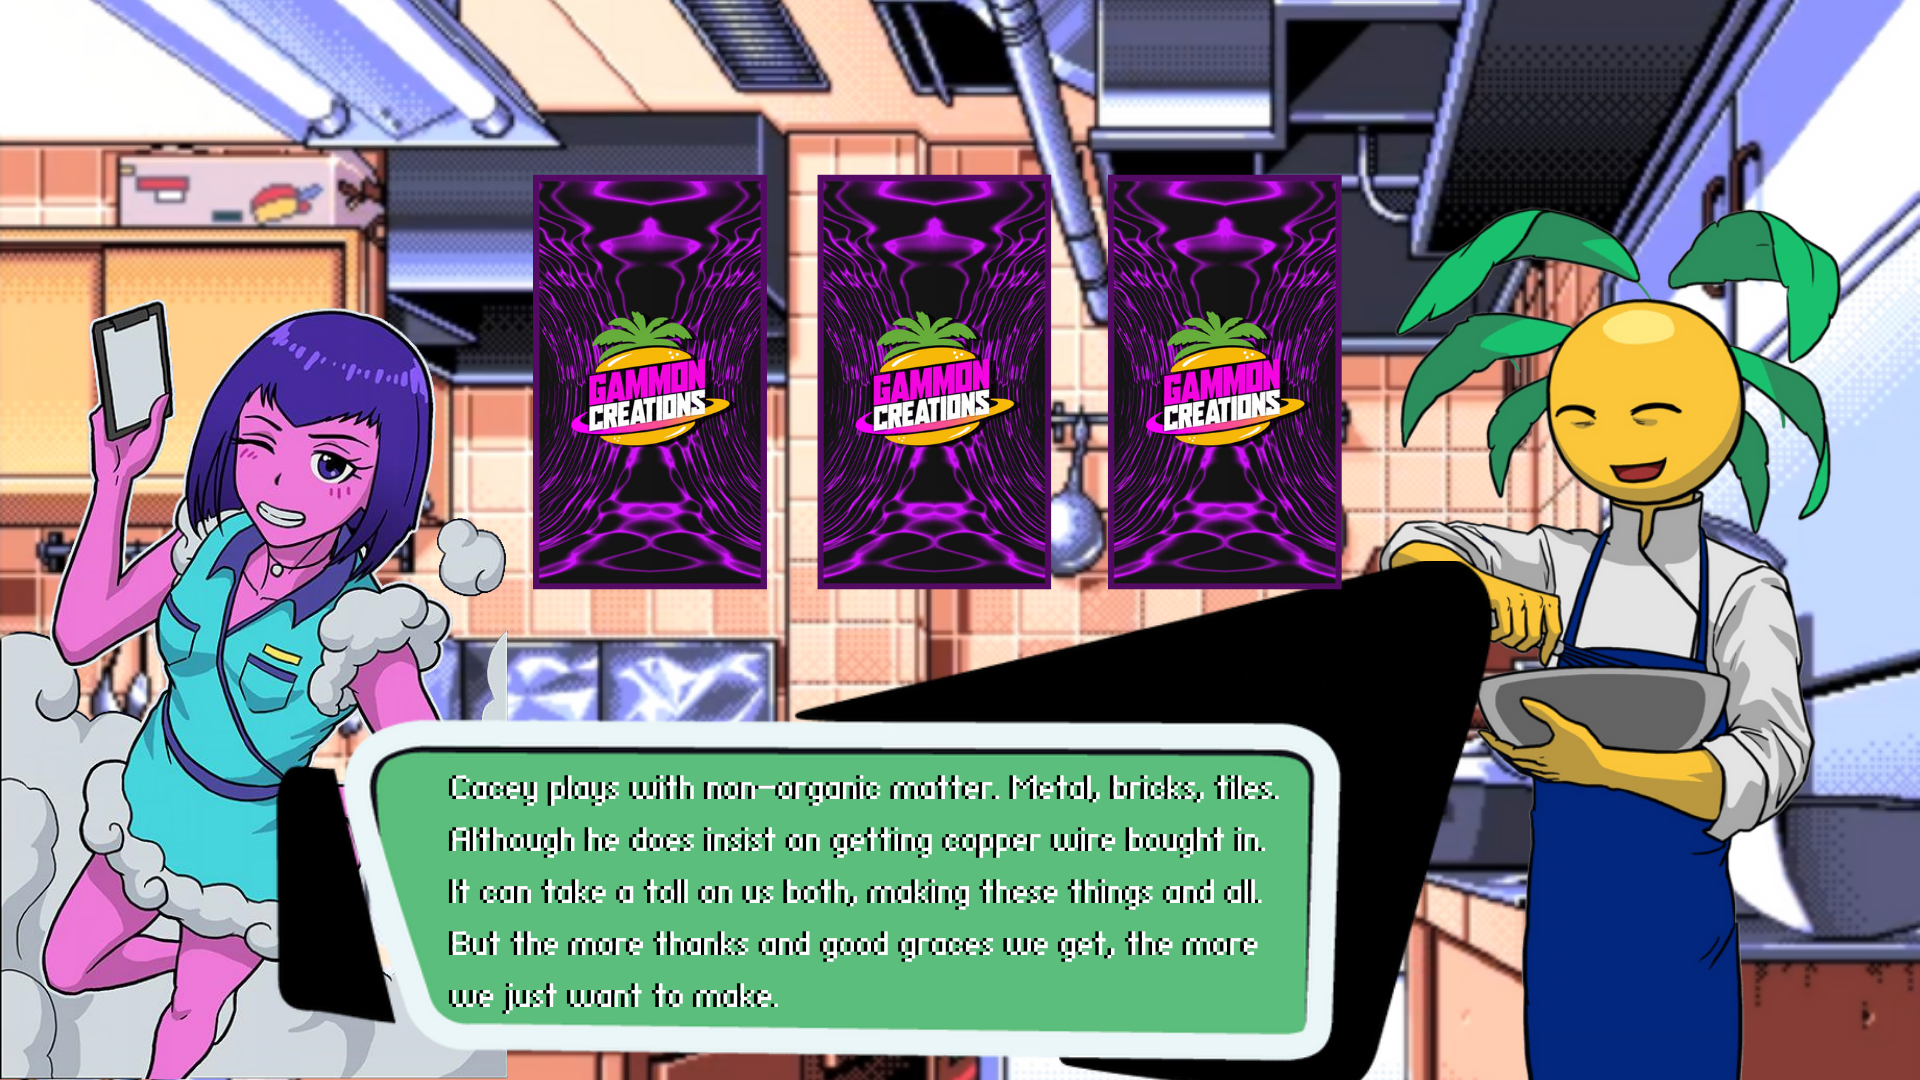 GAMMON
CREATIONS
GAMMON
CREATIONS
GAMMON
CREATIONS
Cacey plays with non-organic matter. Metal, bricks, tiles.
Although he does insist on getting copper wire bought in.
It can take a toll on us both, making these things and all.
But the more thanks and good graces we get, the more
we just want to make.